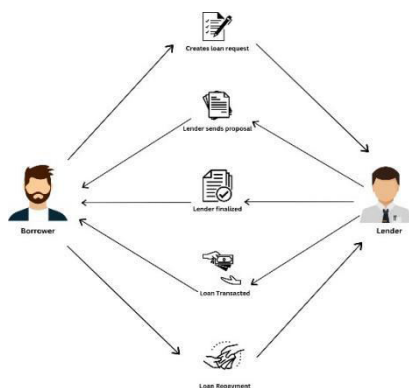 Creates loan request
Lender sends proposal
Lender finalized
Borrower
Lender
Loan Transacted
Loan Repayment